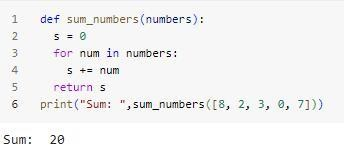 1 def sum_numbers(numbers):
2   s = 0
3   for num in numbers:
4     s += num
5   return s
6 print("Sum: ",sum_numbers([8, 2, 3, 0, 7]))
Sum:  20